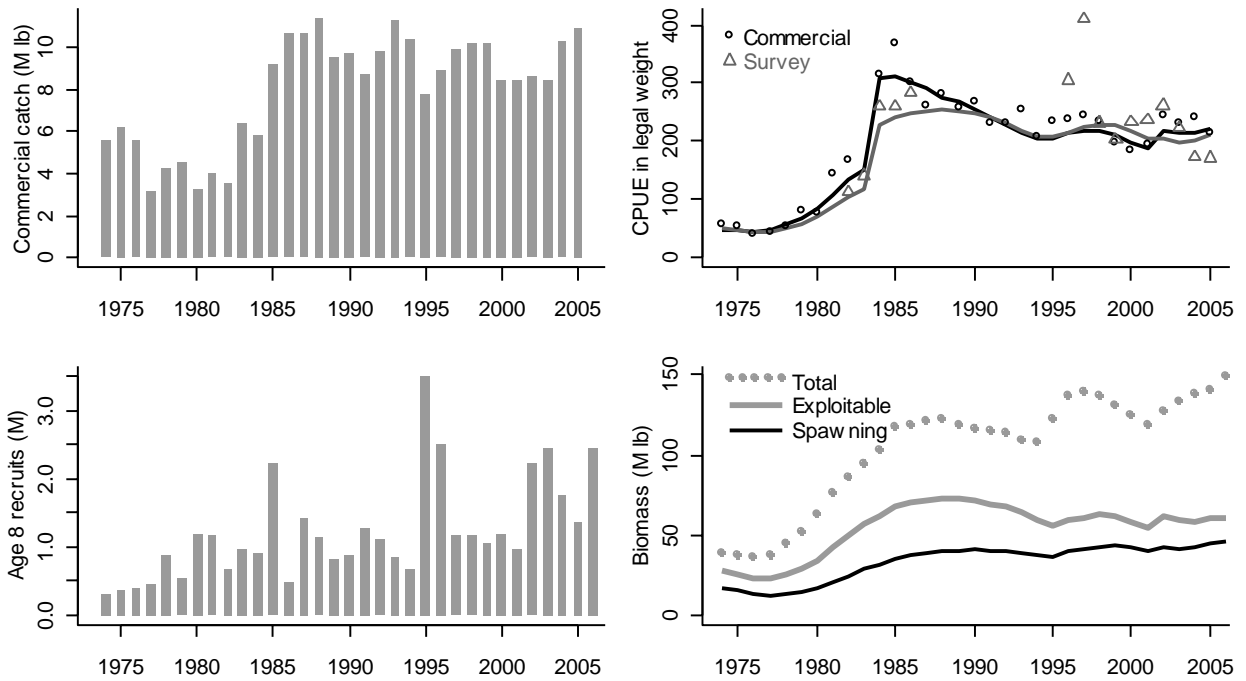 Commercial catch (M lb)
0 2 4 6 8 10
1975 1980 1985 1990 1995 2000 2005
CPUE in legal weight
0 100 200 300 400
Commercial
Survey
1975 1980 1985 1990 1995 2000 2005
Age 8 recruits (M)
0.0 1.0 2.0 3.0
1975 1980 1985 1990 1995 2000 2005
Biomass (M lb)
0 50 100 150
Total
Exploitable
Spawning
1975 1980 1985 1990 1995 2000 2005